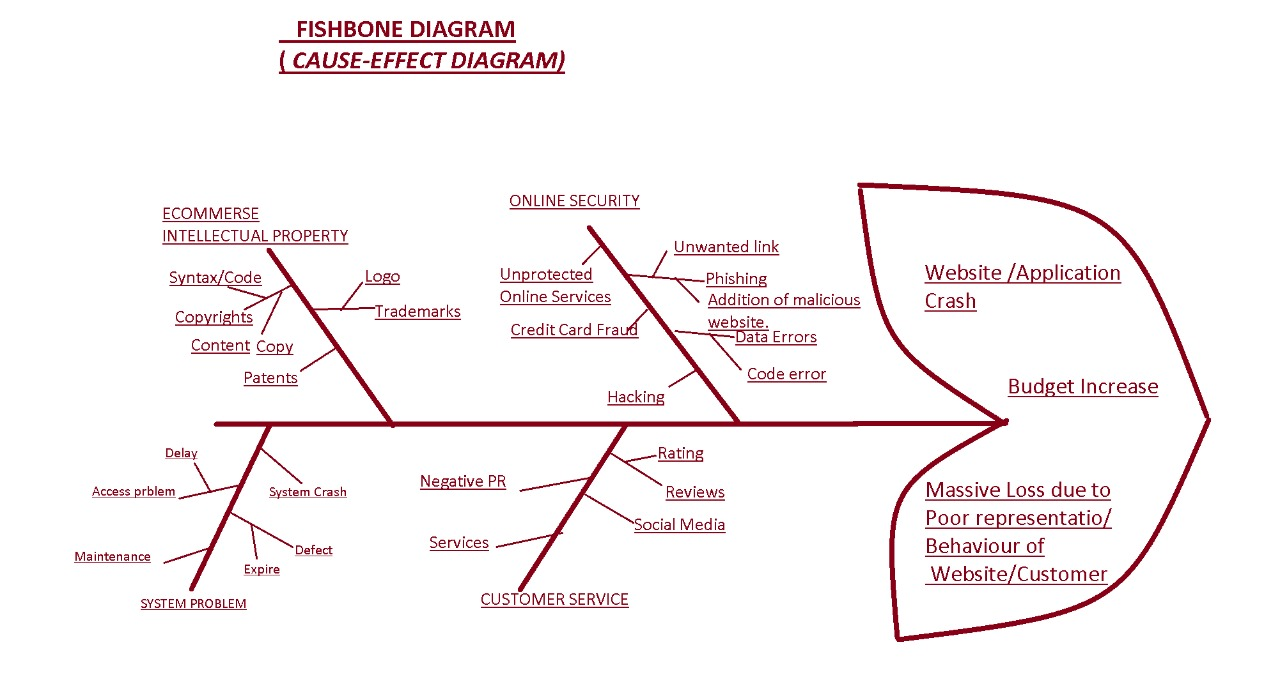 FISHBONE DIAGRAM
( CAUSE-EFFECT DIAGRAM)
ECOMMERSE
INTELLECTUAL PROPERTY
Syntax/Code
Copyrights
Content Copy
Patents
Logo
Trademarks
ONLINE SECURITY
Unprotected
Online Services
Credit Card Fraud
Hacking
Unwanted link
Phishing
Addition of malicious
website.
Data Errors
Code error
Website /Application
Crash
Budget Increase
Massive Loss due to
Poor representatio/
Behaviour of
Website/Customer
Delay
Access prblem
Maintenance
System Crash
Defect
Expire
SYSTEM PROBLEM
Negative PR
Services
Rating
Reviews
Social Media
CUSTOMER SERVICE